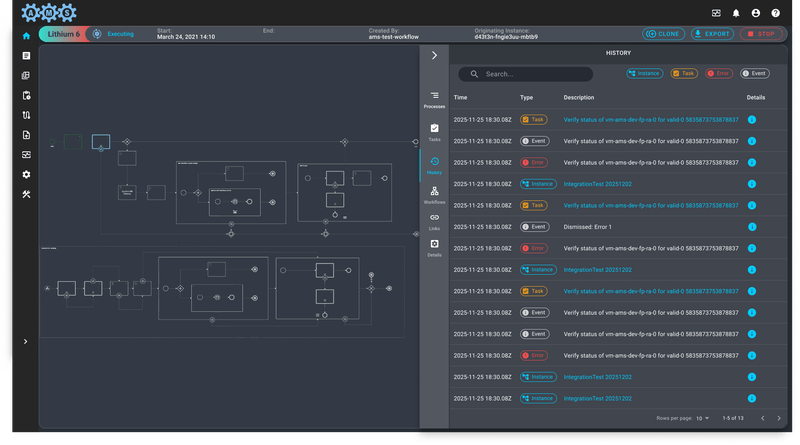 AMS
Lithium 6
Executing
Start:
March 24, 2021 14:10
End:
Created By:
ams-test-workflow
Originating Instance:
d43t3n-fngie3uu-mbtb9
CLONE
EXPORT
STOP
HISTORY
Search...
Instance
Task
Error
Event
Processes
Tasks
History
Workflows
Links
Details
Time Type Description Details
2025-11-25 18:30.08Z Task Verify status of vm-ams-dev-fp-ra-0 for valid-0 5835873753878837
2025-11-25 18:30.08Z Event Verify status of vm-ams-dev-fp-ra-0 for valid-0 5835873753878837
2025-11-25 18:30.08Z Error Verify status of vm-ams-dev-fp-ra-0 for valid-0 5835873753878837
2025-11-25 18:30.08Z Instance IntegrationTest 20251202
2025-11-25 18:30.08Z Task Verify status of vm-ams-dev-fp-ra-0 for valid-0 5835873753878837
2025-11-25 18:30.08Z Event Dismissed: Error 1
2025-11-25 18:30.08Z Error Verify status of vm-ams-dev-fp-ra-0 for valid-0 5835873753878837
2025-11-25 18:30.08Z Instance IntegrationTest 20251202
2025-11-25 18:30.08Z Task Verify status of vm-ams-dev-fp-ra-0 for valid-0 5835873753878837
2025-11-25 18:30.08Z Event Verify status of vm-ams-dev-fp-ra-0 for valid-0 5835873753878837
2025-11-25 18:30.08Z Event Verify status of vm-ams-dev-fp-ra-0 for valid-0 5835873753878837
2025-11-25 18:30.08Z Error Verify status of vm-ams-dev-fp-ra-0 for valid-0 5835873753878837
2025-11-25 18:30.08Z Instance IntegrationTest 20251202
2025-11-25 18:30.08Z Instance IntegrationTest 20251202
Rows per page: 10 1-5 of 13